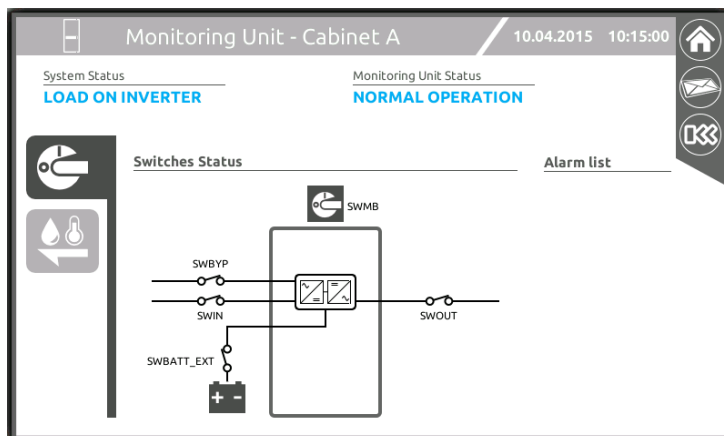 Monitoring Unit - Cabinet A
10.04.2015 10:15:00
System Status
LOAD ON INVERTER
Monitoring Unit Status
NORMAL OPERATION
Switches Status
Alarm list
SWMB
SWBYP
SWIN
SWOUT
SWBATT_EXT